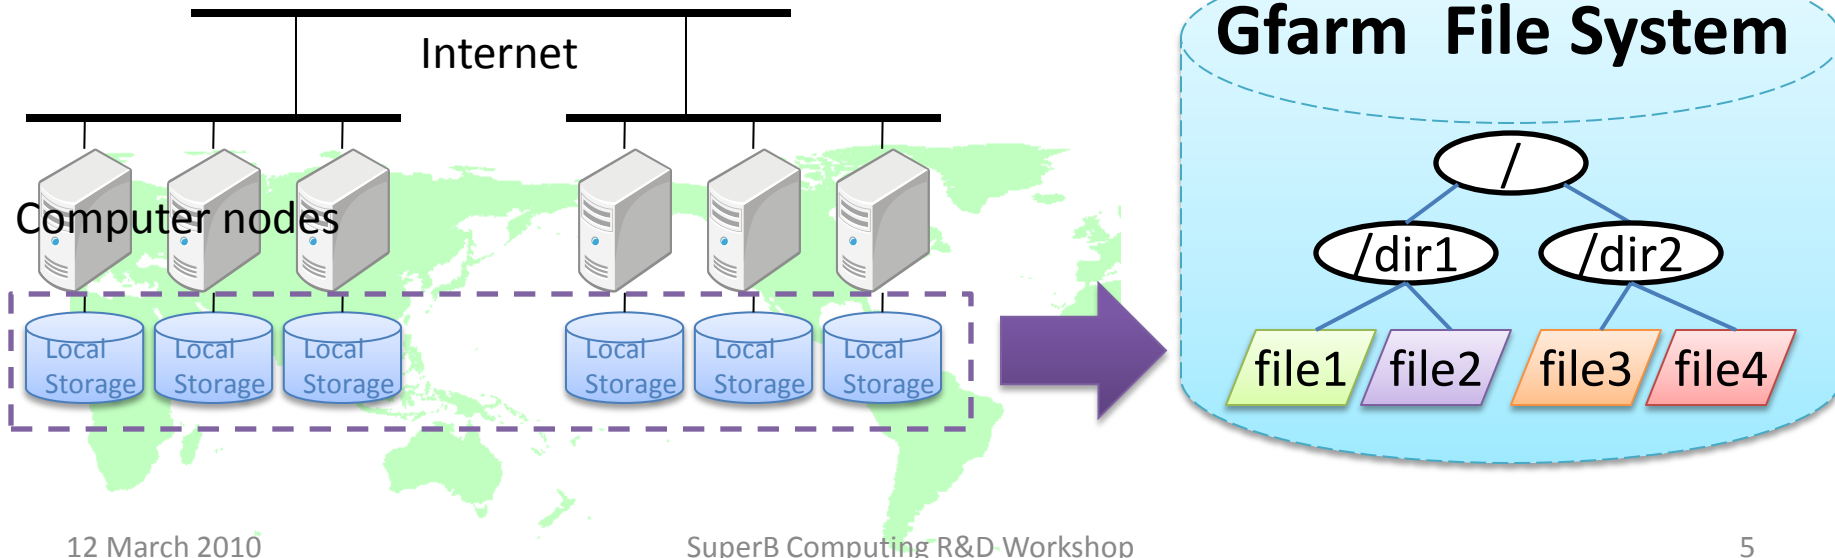 Gfarm File System
Internet
/
Computer nodes
/dir1
/dir2
Local
Storage
Local
Storage
Local
Storage
Local
Storage
Local
Storage
Local
Storage
file1
file2
file3
file4
12 March 2010
SuperB Computing R&D Workshop
5